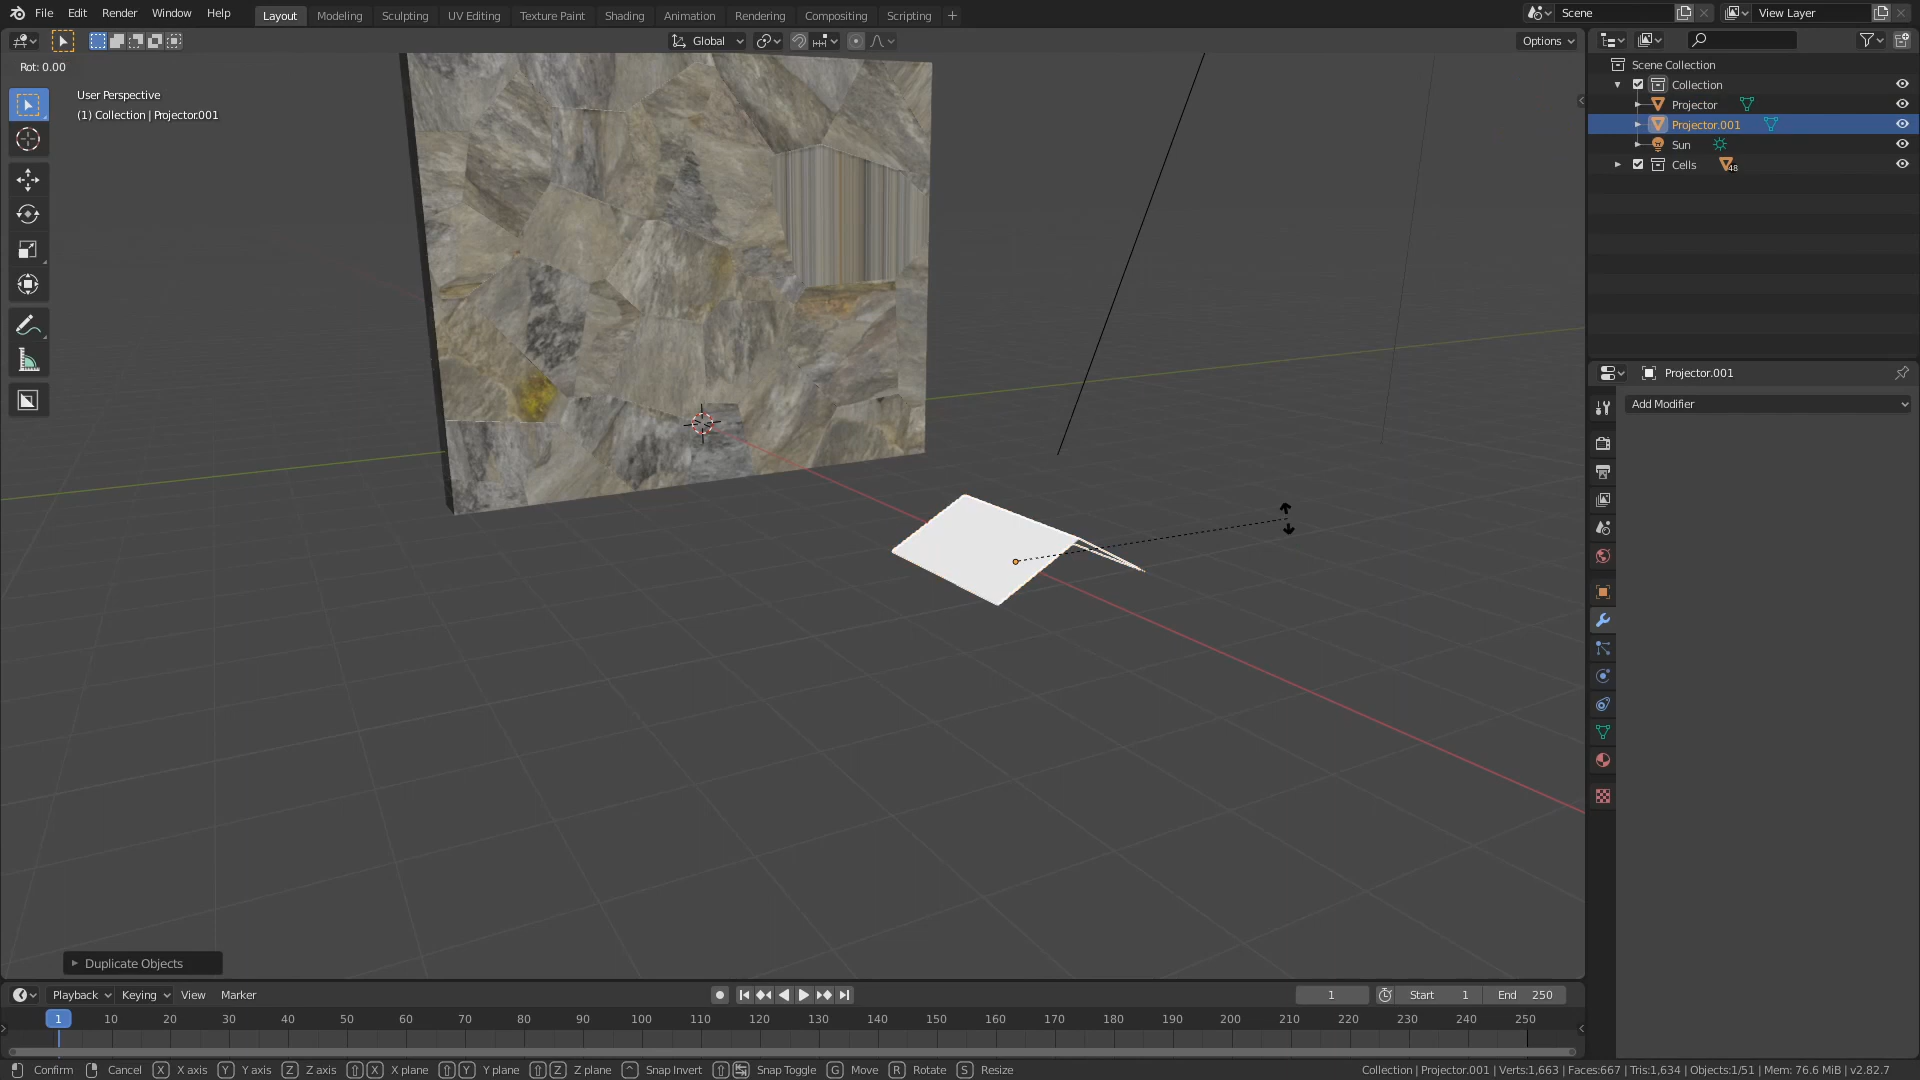 File Edit Render Window Help Layout Modeling Sculpting UV Editing Texture Paint Shading Animation Rendering Compositing Scripting + Scene View Layer
Global Options
Rot: 0.00
User Perspective
(1) Collection | Projector.001
Scene Collection
Collection
Projector
Projector.001
Sun
Cells 48
Projector.001
Add Modifier
Duplicate Objects
Playback Keying View Marker 1 Start 1 End 250
1 10 20 30 40 50 60 70 80 90 100 110 120 130 140 150 160 170 180 190 200 210 220 230 240 250
Confirm Cancel X X axis Y Y axis Z Z axis X X plane Y Y plane Z Z plane ^ Snap Invert Snap Toggle G Move R Rotate S Resize Collection | Projector.001 | Verts:1,663 | Faces:667 | Tris:1,634 | Objects:1/51 | Mem: 76.6 MiB | v2.82.7